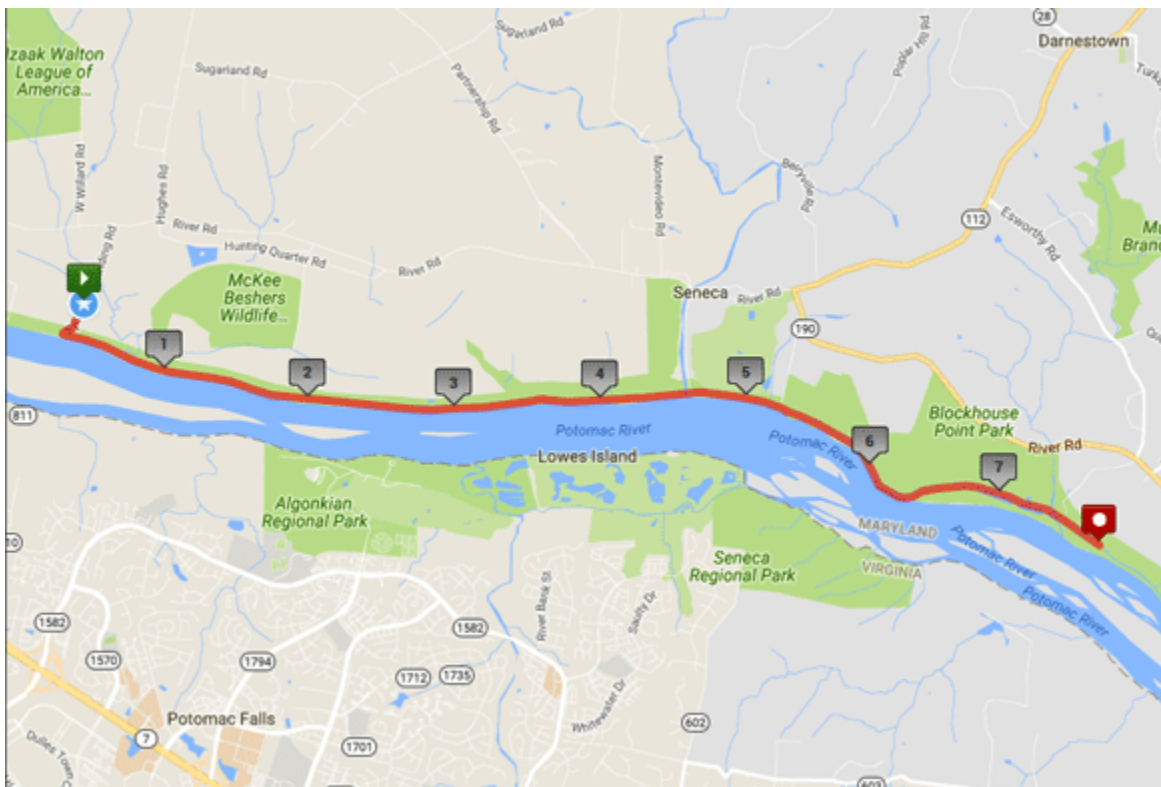 Izaak Walton
League of
America...
Sugarland Rd
Sugarland Rd
28
Darnestown
Partnership Rd
Poplar Hill Rd
W Willard Rd
Hughes Rd
Montevideo Rd
Berryville Rd
112
Esworthy Rd
River Rd
Hunting Quarter Rd
River Rd
McKee
Beshers
Wildlife...
Seneca
River Rd
190
1
2
3
4
5
6
7
811
Blockhouse
Point Park
River Rd
Potomac River
Potomac River
Lowes Island
Algonkian
Regional Park
MARYLAND
Potomac River
VIRGINIA
Seneca
Regional Park
Potomac River
River Bank St
Saulty Dr
1582
1582
1570
1794
1712
1735
Whitewater Dr
602
Potomac Falls
7
1701
Dulles Town
603